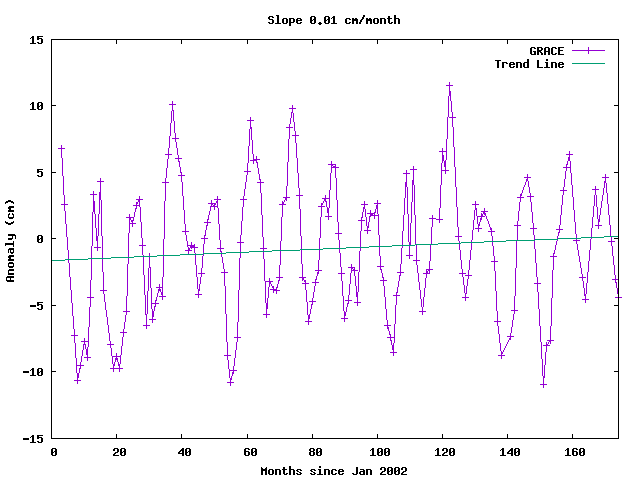 Slope 0.01 cm/month
GRACE
Trend Line
15
10
5
0
-5
-10
-15
Anomaly (cm)
0 20 40 60 80 100 120 140 160
Months since Jan 2002